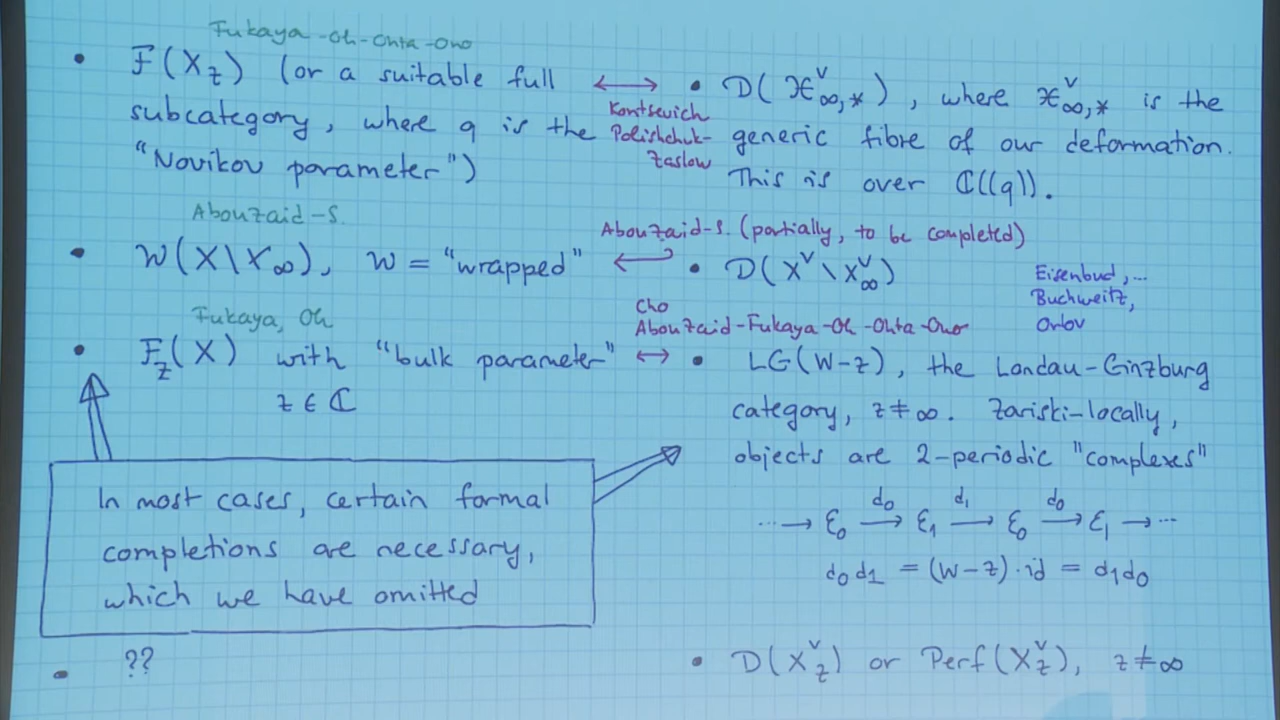 Fukaya-Oh-Ohta-Ono
• F(X_z) (or a suitable full
subcategory, where q is the
"Novikov parameter")
↔
Kontsevich
Polishchuk-
Zaslow
• D(𝒳^∨_{∞,*}), where 𝒳^∨_{∞,*} is the
generic fibre of our deformation.
This is over ℂ((q)).
Abouzaid-S.
• W(X\X_∞), W = "wrapped"
Abouzaid-S. (partially, to be completed)
↔
• D(X^∨ \ X^∨_∞)
Fukaya, Oh
• F_z(X) with "bulk parameter"
z ∈ ℂ
Cho
Abouzaid-Fukaya-Oh-Ohta-Ono
↔
Eisenbud, ...
Buchweitz,
Orlov
• LG(W-z), the Landau-Ginzburg
category, z ≠ ∞. Zariski-locally,
objects are 2-periodic "complexes"
··· → ℰ_0 →^{d_0} ℰ_1 →^{d_1} ℰ_0 →^{d_0} ℰ_1 → ···
d_0 d_1 = (W-z)·id = d_1 d_0
In most cases, certain formal
completions are necessary,
which we have omitted
• ??
• D(X^∨_z) or Perf(X^∨_z), z ≠ ∞